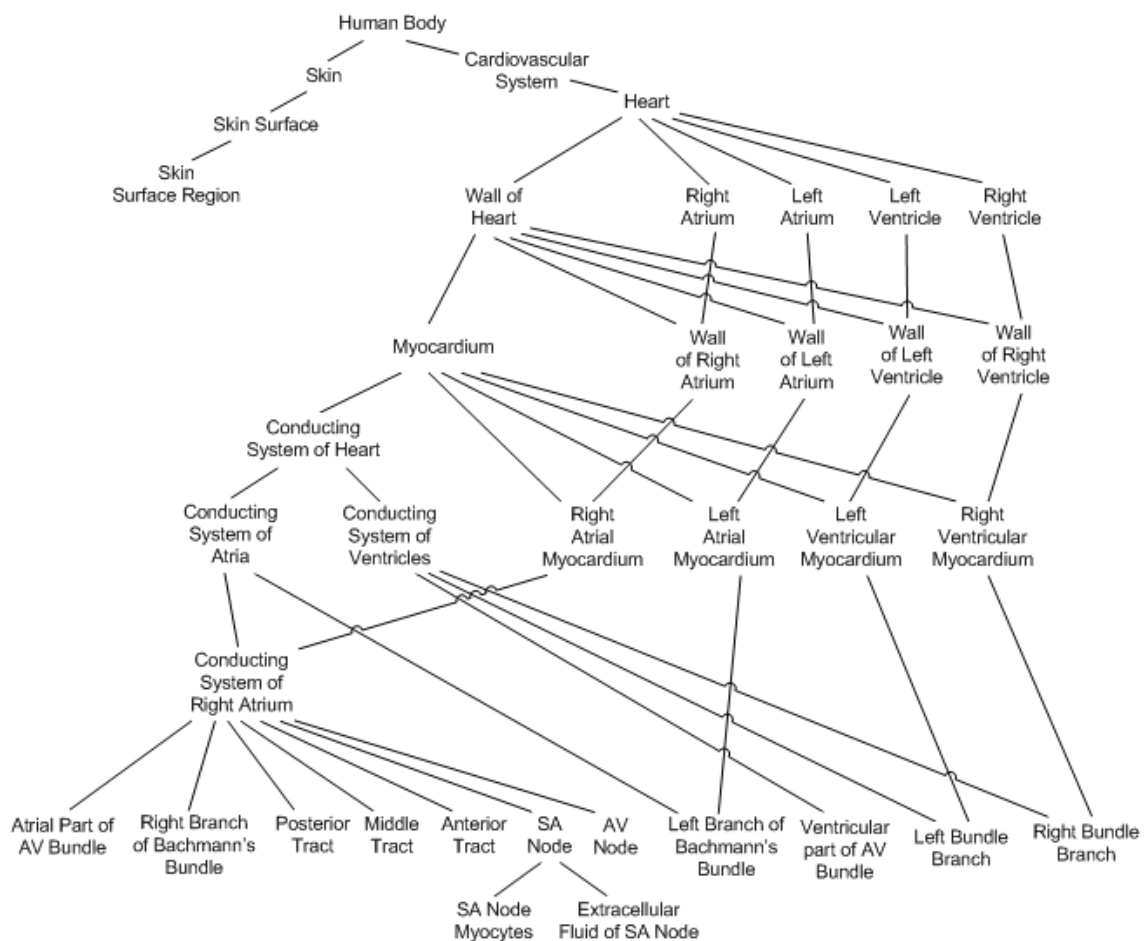 Human Body
Cardiovascular
System
Skin
Heart
Skin Surface
Skin
Surface Region
Wall of
Heart
Right
Atrium
Left
Atrium
Left
Ventricle
Right
Ventricle
Myocardium
Wall
of Right
Atrium
Wall
of Left
Atrium
Wall
of Left
Ventricle
Wall
of Right
Ventricle
Conducting
System of Heart
Conducting
System of
Atria
Conducting
System of
Ventricles
Right
Atrial
Myocardium
Left
Atrial
Myocardium
Left
Ventricular
Myocardium
Right
Ventricular
Myocardium
Conducting
System of
Right Atrium
Atrial Part of
AV Bundle
Right Branch
of Bachmann's
Bundle
Posterior
Tract
Middle
Tract
Anterior
Tract
SA
Node
AV
Node
Left Branch of
Bachmann's
Bundle
Ventricular
part of AV
Bundle
Left Bundle
Branch
Right Bundle
Branch
SA Node
Myocytes
Extracellular
Fluid of SA Node